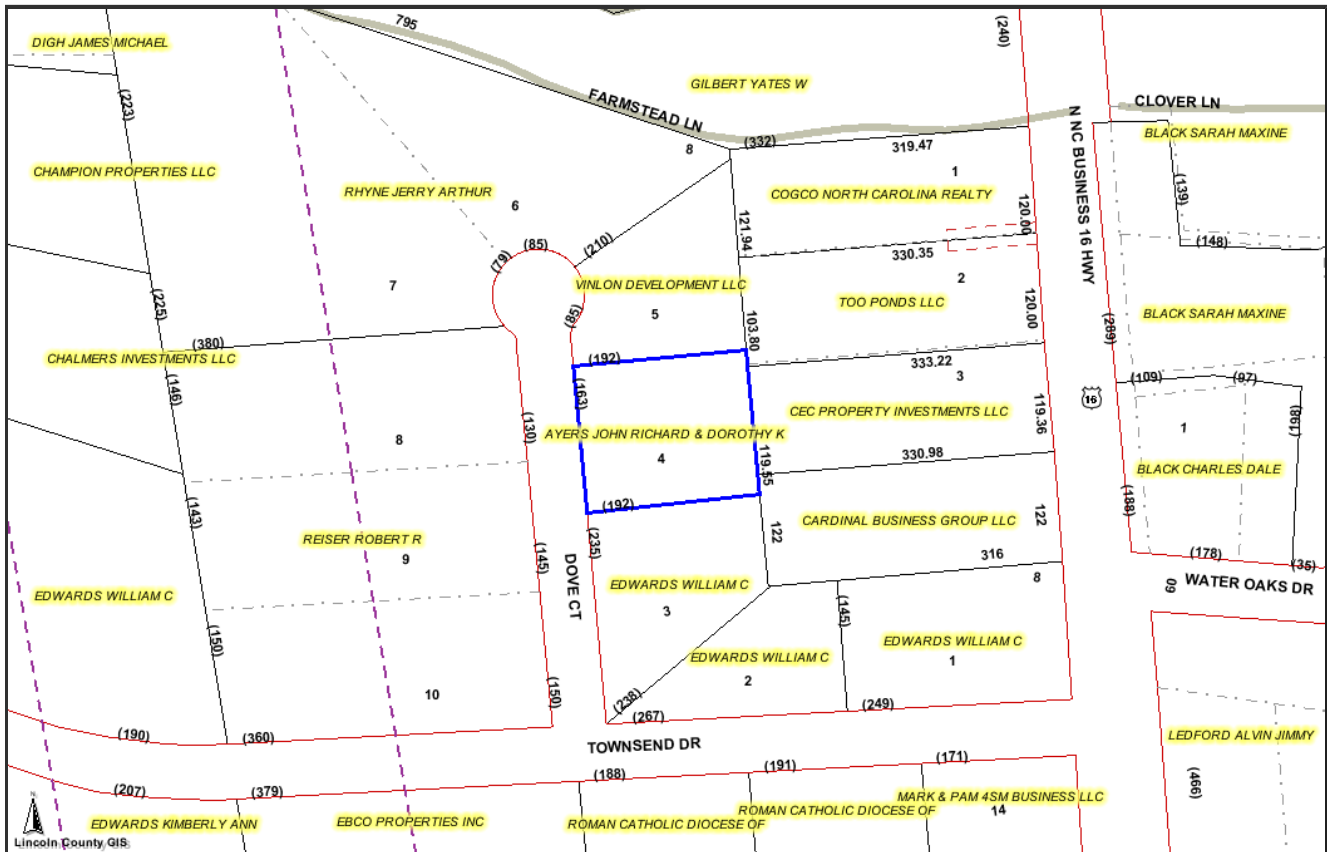 795
(240)
DIGH JAMES MICHAEL
GILBERT YATES W
(223)
FARMSTEAD LN
CLOVER LN
N NC BUSINESS 16 HWY
BLACK SARAH MAXINE
8
(332)
319.47
CHAMPION PROPERTIES LLC
RHYNE JERRY ARTHUR
6
1
COGCO NORTH CAROLINA REALTY
(139)
120.00
121.94
(79)
(85)
(210)
330.35
(148)
7
VINLON DEVELOPMENT LLC
2
TOO PONDS LLC
(225)
5
(85)
103.80
120.00
(289)
BLACK SARAH MAXINE
(380)
CHALMERS INVESTMENTS LLC
(192)
333.22
3
(109)
(97)
(146)
(163)
16
CEC PROPERTY INVESTMENTS LLC
119.36
(198)
(130)
AYERS JOHN RICHARD & DOROTHY K
8
4
119.55
330.98
1
BLACK CHARLES DALE
(143)
(192)
(188)
CARDINAL BUSINESS GROUP LLC
122
122
REISER ROBERT R
9
(145)
(235)
DOVE CT
316
(178)
(35)
8
60
WATER OAKS DR
EDWARDS WILLIAM C
EDWARDS WILLIAM C
3
(145)
(150)
EDWARDS WILLIAM C
1
EDWARDS WILLIAM C
2
10
(150)
(238)
(267)
(249)
(190)
(360)
TOWNSEND DR
LEDFORD ALVIN JIMMY
(188)
(191)
(171)
(466)
(207)
(379)
MARK & PAM 4SM BUSINESS LLC
14
ROMAN CATHOLIC DIOCESE OF
EDWARDS KIMBERLY ANN
EBCO PROPERTIES INC
ROMAN CATHOLIC DIOCESE OF
N
Lincoln County GIS